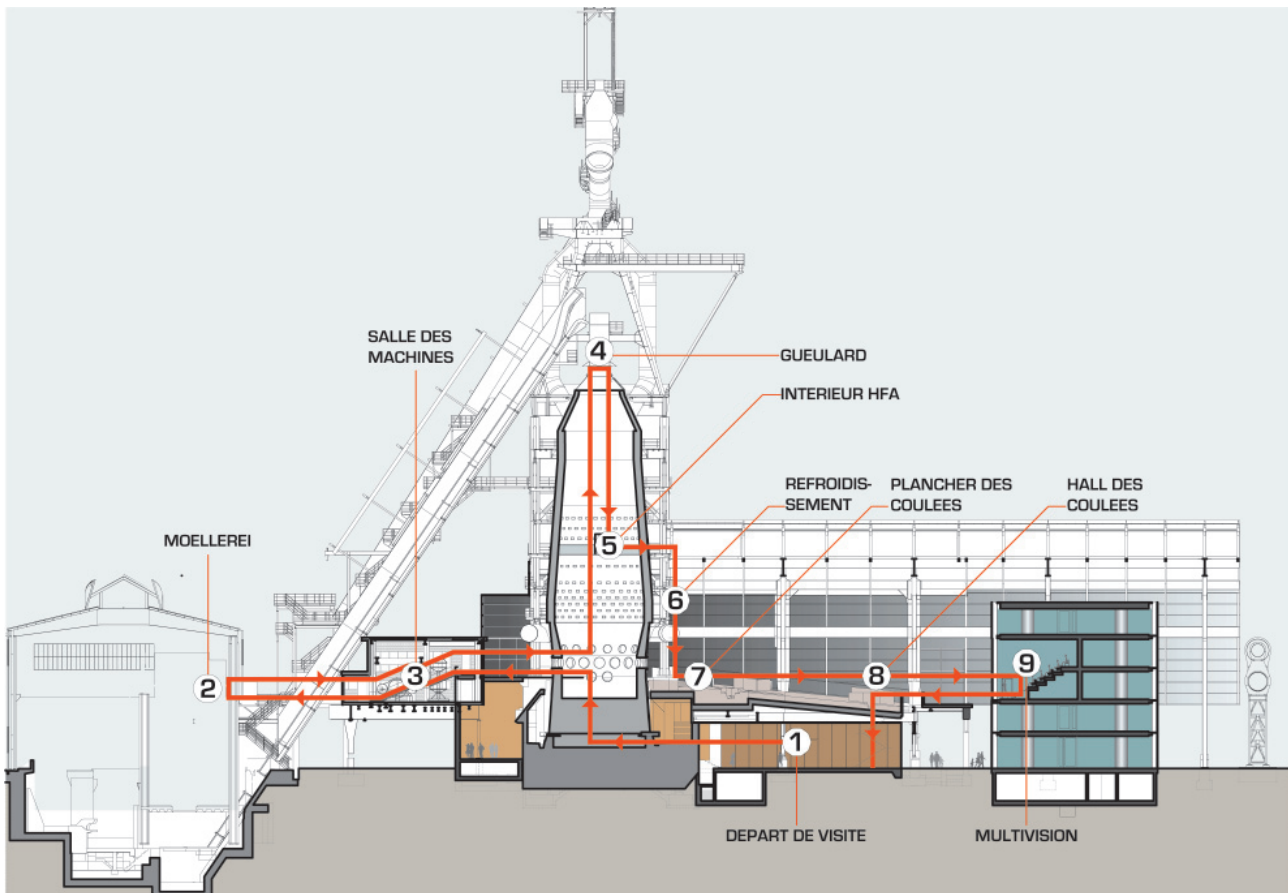 SALLE DES
MACHINES
4
GUEULARD
INTERIEUR HFA
REFROIDIS-
SEMENT
PLANCHER DES
COULEES
HALL DES
COULEES
MOELLEREI
5
6
2
3
7
8
9
1
DEPART DE VISITE
MULTIVISION